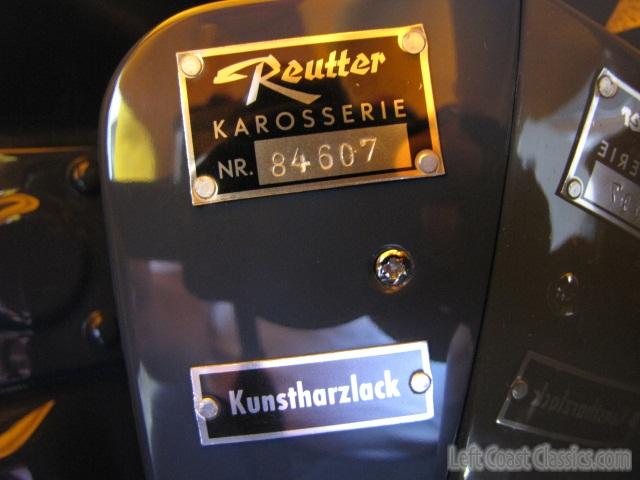 Reutter
KAROSSERIE
NR. 84607
Kunstharzlack
Left Coast Classics.com